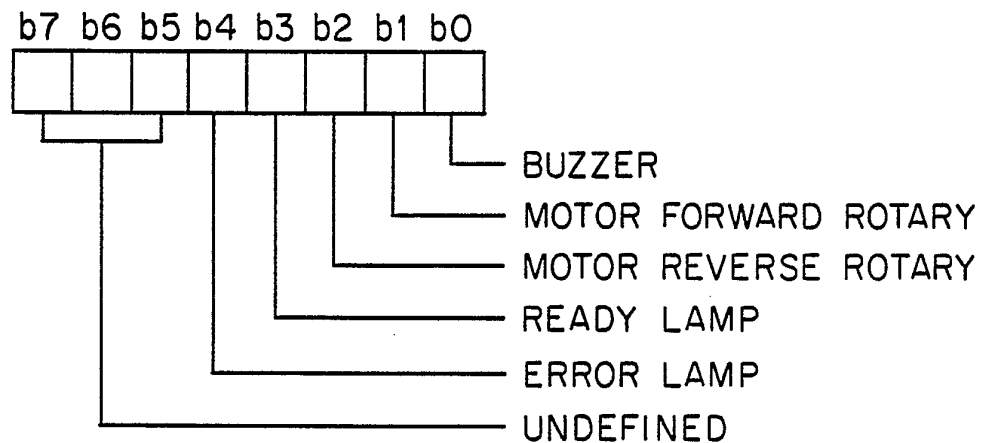 b7 b6 b5 b4 b3 b2 b1 b0
BUZZER
MOTOR FORWARD ROTARY
MOTOR REVERSE ROTARY
READY LAMP
ERROR LAMP
UNDEFINED